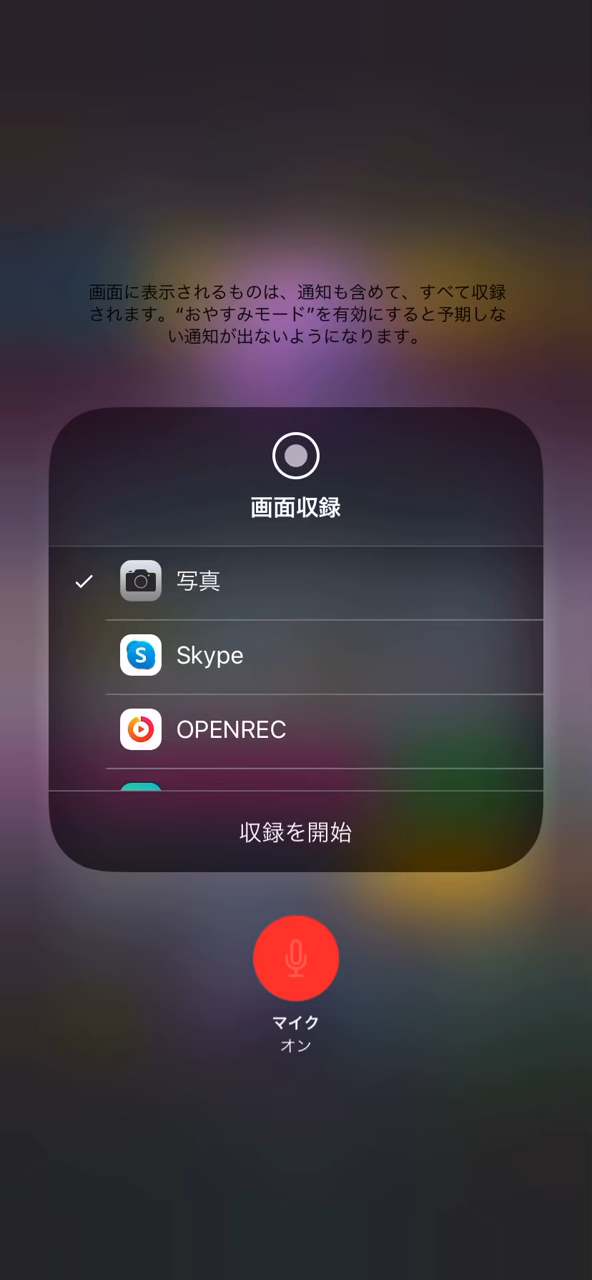 画面に表示されるものは、通知も含めて、すべて収録
されます。“おやすみモード”を有効にすると予期しな
い通知が出ないようになります。
画面収録
写真
Skype
OPENREC
収録を開始
マイク
オン